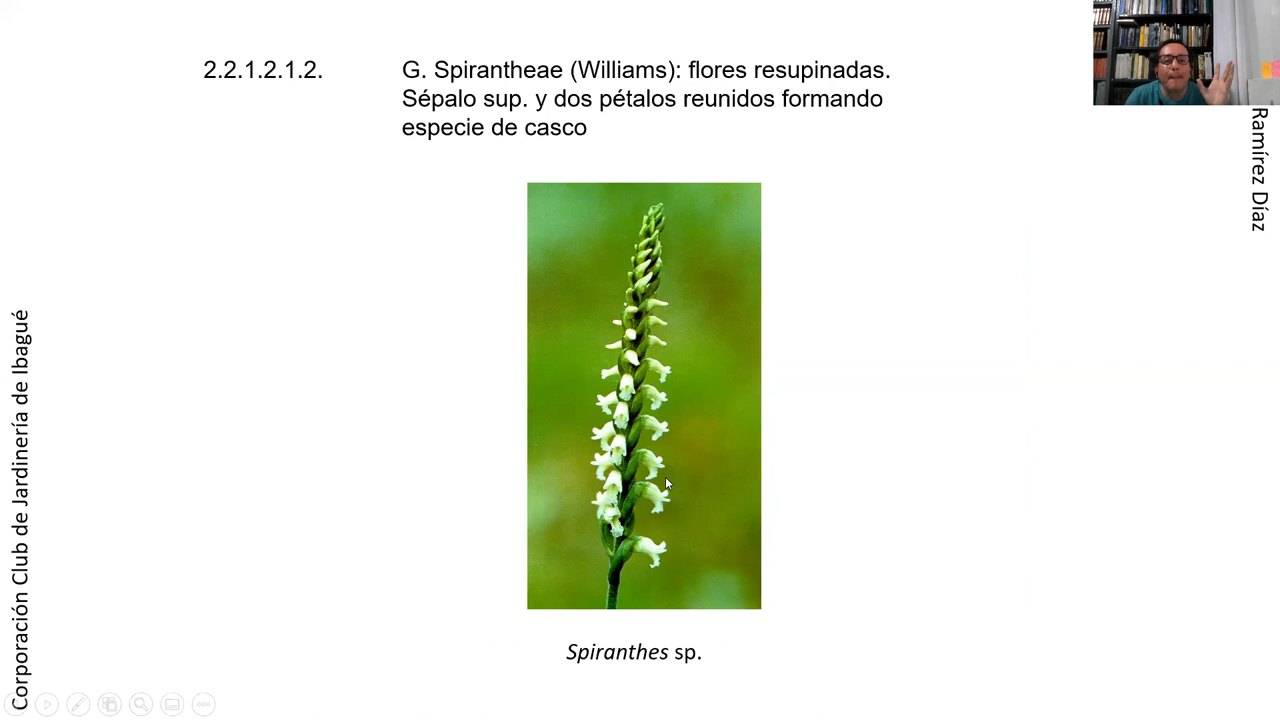 2.2.1.2.1.2.
G. Spirantheae (Williams): flores resupinadas.
Sépalo sup. y dos pétalos reunidos formando
especie de casco
Ramírez Díaz
Corporación Club de Jardinería de Ibagué
Spiranthes sp.